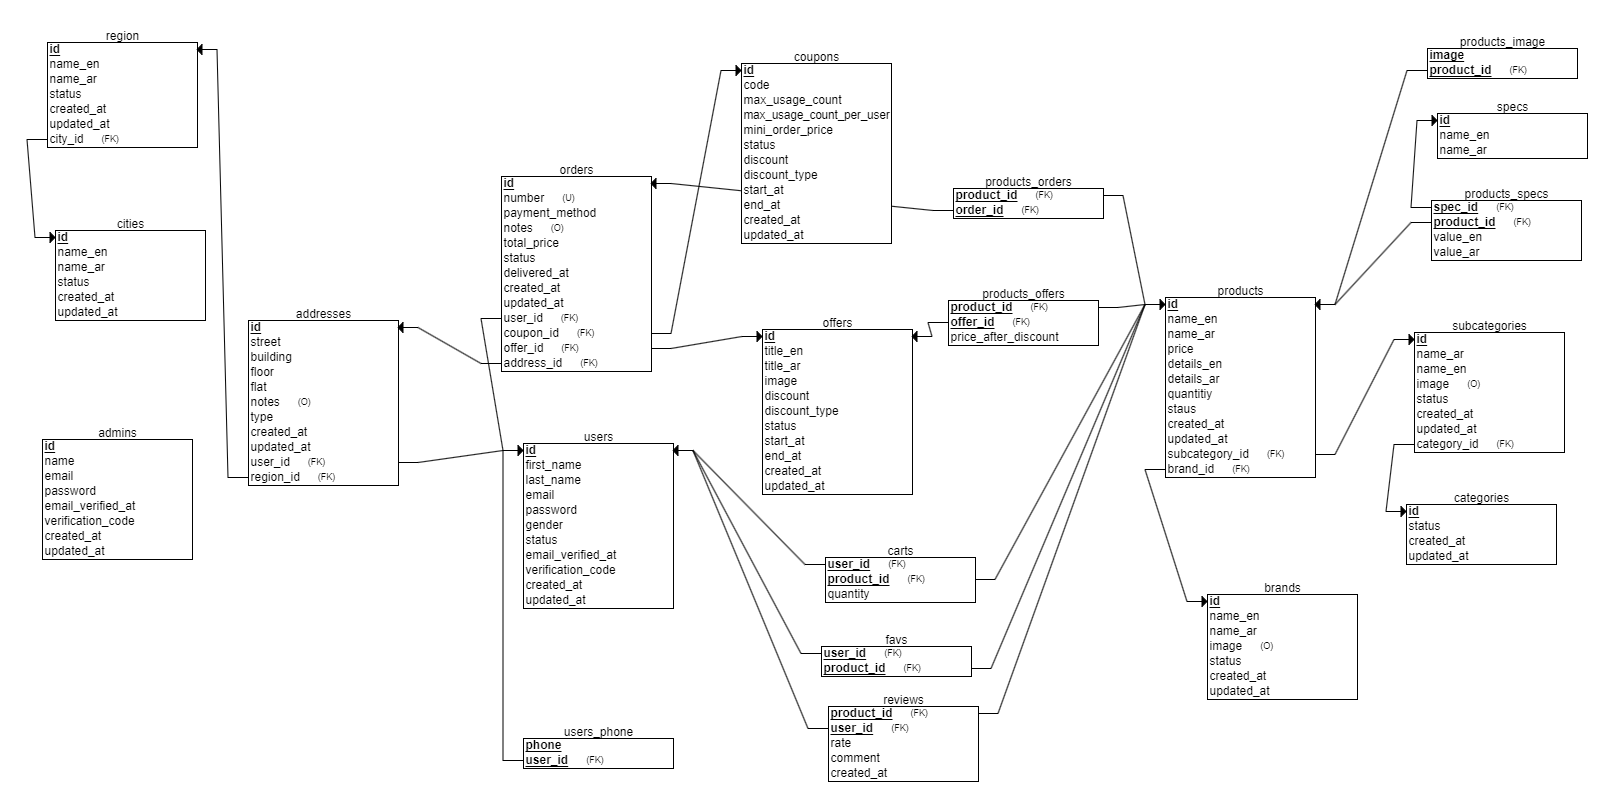 region
id
name_en
name_ar
status
created_at
updated_at
city_id (FK)
cities
id
name_en
name_ar
status
created_at
updated_at
admins
id
name
email
password
email_verified_at
verification_code
created_at
updated_at
addresses
id
street
building
floor
flat
notes (O)
type
created_at
updated_at
user_id (FK)
region_id (FK)
orders
id
number (U)
payment_method
notes (O)
total_price
status
delivered_at
created_at
updated_at
user_id (FK)
coupon_id (FK)
offer_id (FK)
address_id (FK)
users
id
first_name
last_name
email
password
gender
status
email_verified_at
verification_code
created_at
updated_at
users_phone
phone
user_id (FK)
coupons
id
code
max_usage_count
max_usage_count_per_user
mini_order_price
status
discount
discount_type
start_at
end_at
created_at
updated_at
offers
id
title_en
title_ar
image
discount
discount_type
status
start_at
end_at
created_at
updated_at
carts
user_id (FK)
product_id (FK)
quantity
favs
user_id (FK)
product_id (FK)
reviews
product_id (FK)
user_id (FK)
rate
comment
created_at
products_orders
product_id (FK)
order_id (FK)
products_offers
product_id (FK)
offer_id (FK)
price_after_discount
products
id
name_en
name_ar
price
details_en
details_ar
quantitiy
staus
created_at
updated_at
subcategory_id (FK)
brand_id (FK)
brands
id
name_en
name_ar
image (O)
status
created_at
updated_at
products_image
image
product_id (FK)
specs
id
name_en
name_ar
products_specs
spec_id (FK)
product_id (FK)
value_en
value_ar
subcategories
id
name_ar
name_en
image (O)
status
created_at
updated_at
category_id (FK)
categories
id
status
created_at
updated_at